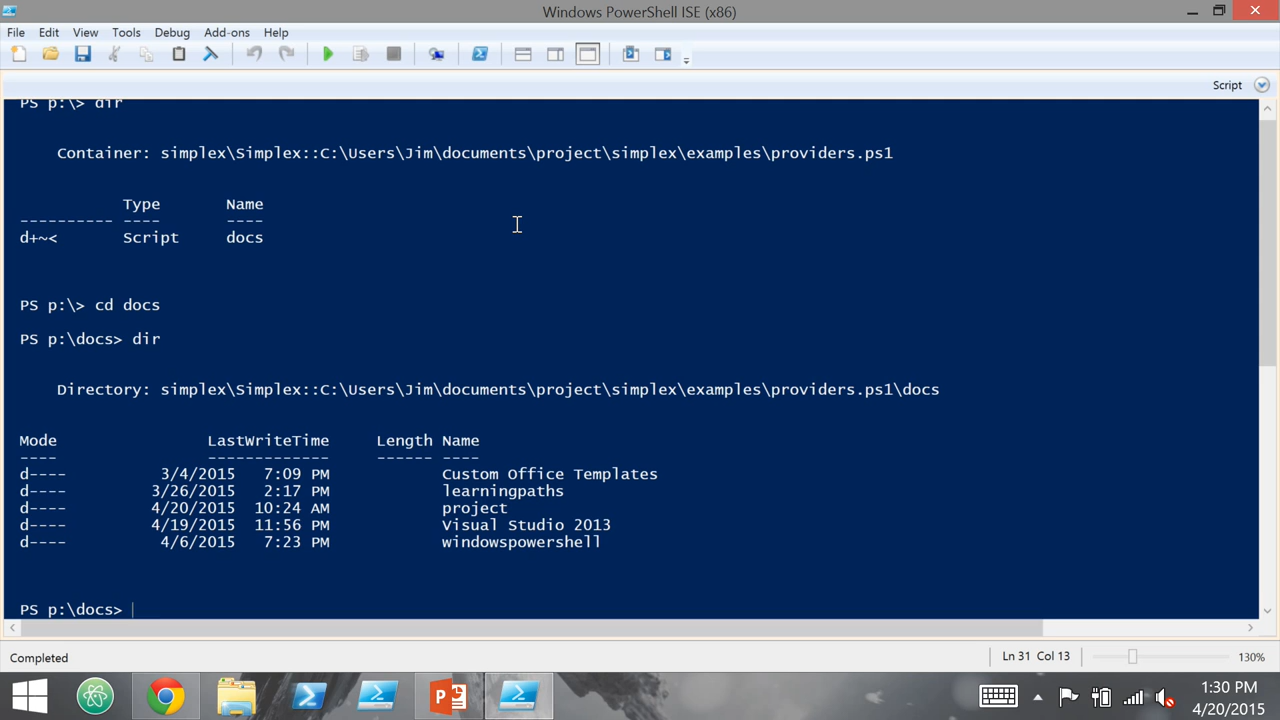 Windows PowerShell ISE (x86)
File Edit View Tools Debug Add-ons Help
Script
PS p:\> dir
Container: simplex\Simplex::C:\Users\Jim\documents\project\simplex\examples\providers.ps1
Type Name
---------- ---- ----
d+~< Script docs
PS p:\> cd docs
PS p:\docs> dir
Directory: simplex\Simplex::C:\Users\Jim\documents\project\simplex\examples\providers.ps1\docs
Mode LastWriteTime Length Name
---- ------------- ------ ----
d---- 3/4/2015 7:09 PM Custom Office Templates
d---- 3/26/2015 2:17 PM learningpaths
d---- 4/20/2015 10:24 AM project
d---- 4/19/2015 11:56 PM Visual Studio 2013
d---- 4/6/2015 7:23 PM windowspowershell
PS p:\docs>
Completed Ln 31 Col 13 130%
1:30 PM
4/20/2015